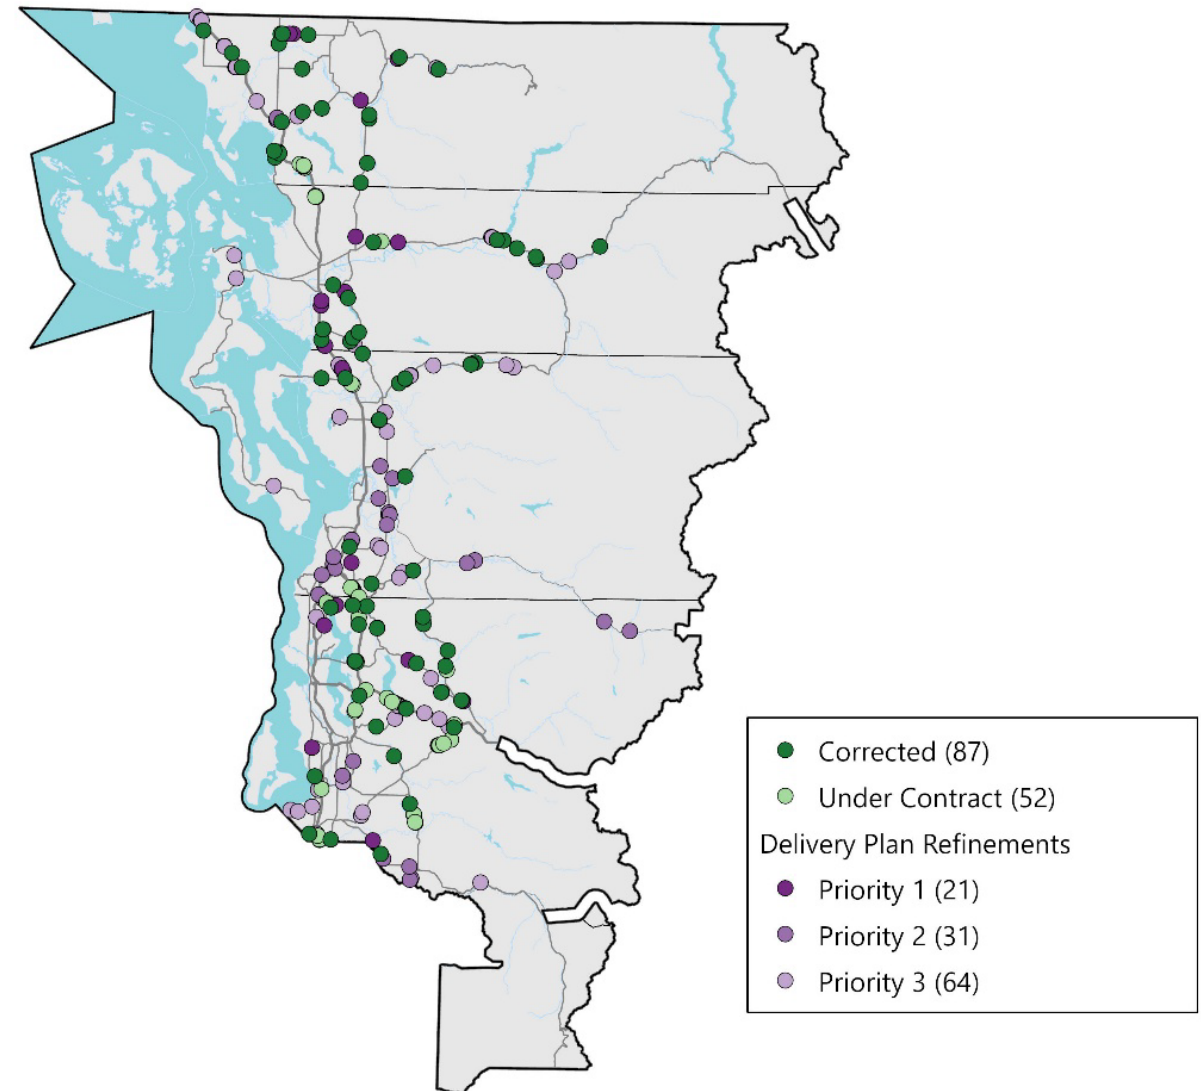 Corrected (87)
Under Contract (52)
Delivery Plan Refinements
Priority 1 (21)
Priority 2 (31)
Priority 3 (64)